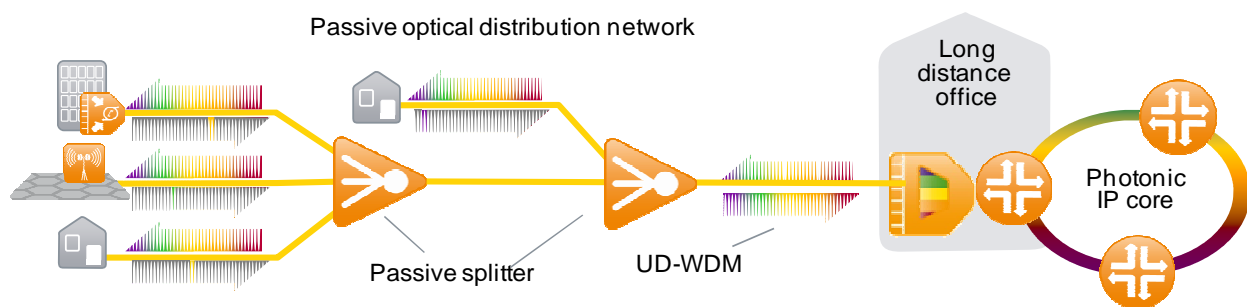 Passive optical distribution network
Long
distance
office
Photonic
IP core
Passive splitter
UD-WDM